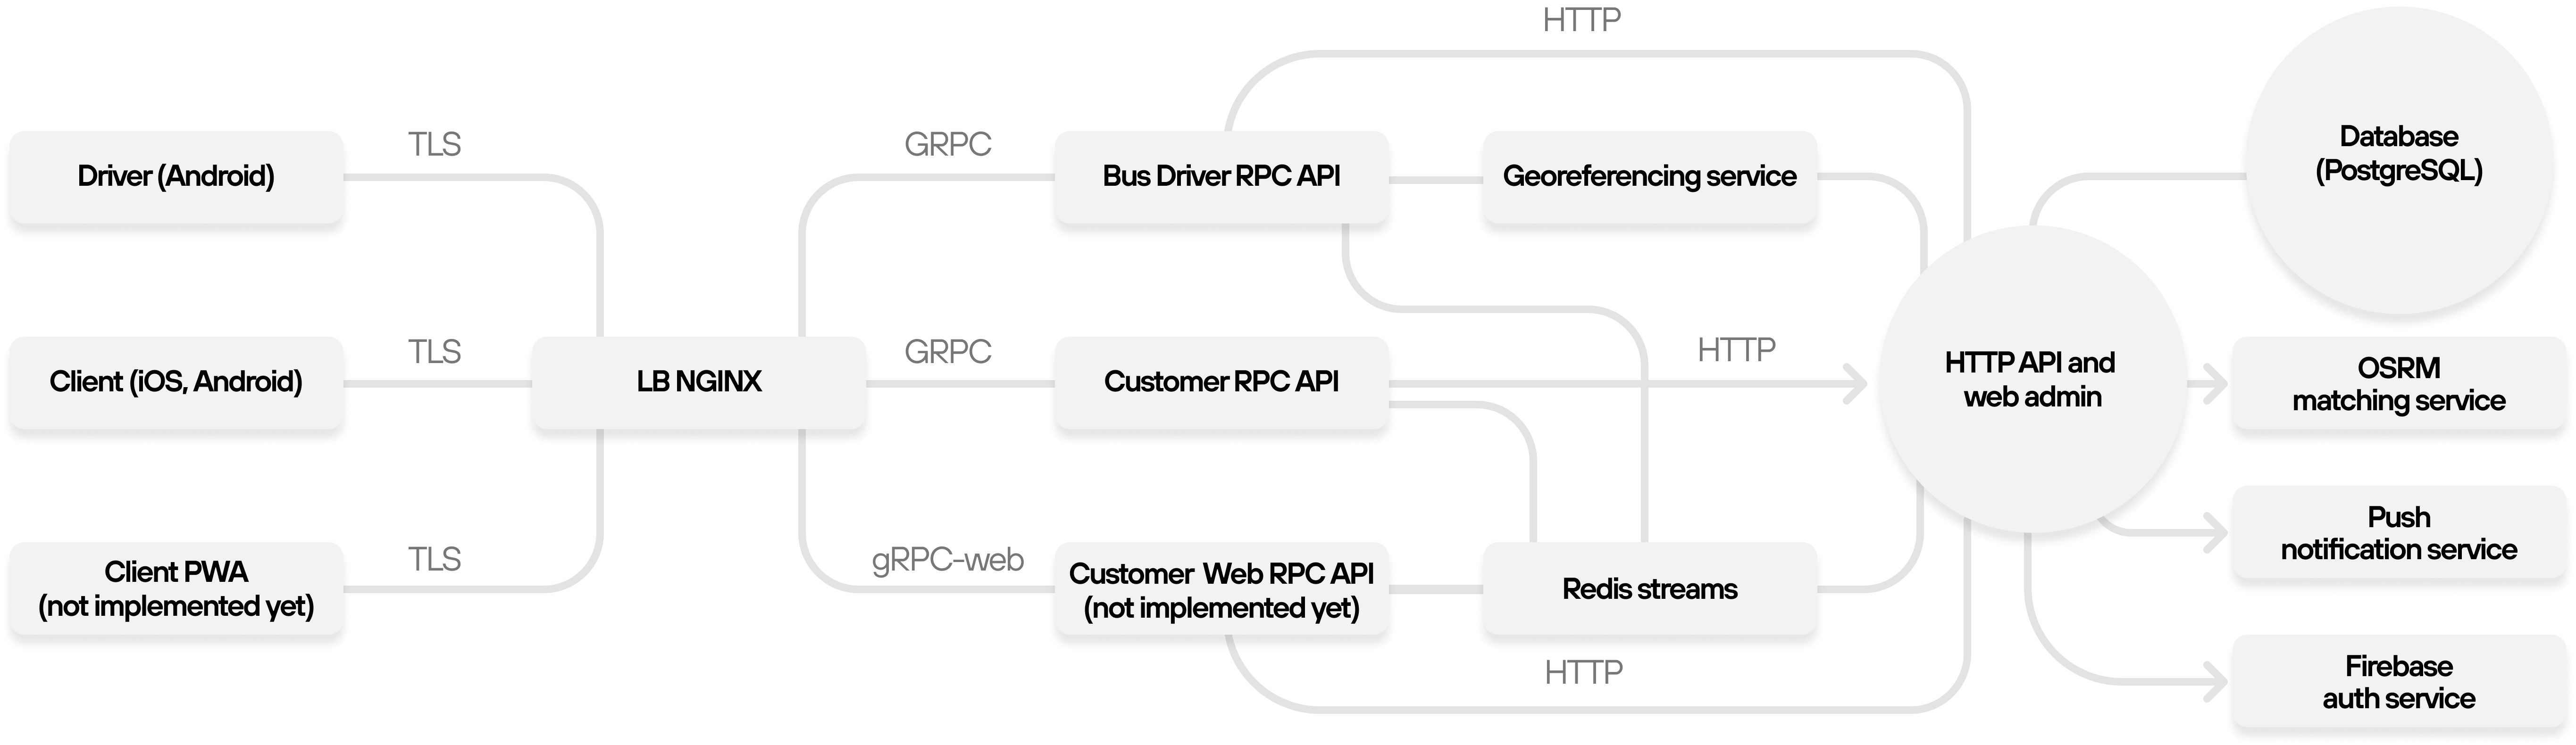 HTTP
Driver (Android)
TLS
GRPC
Bus Driver RPC API
Georeferencing service
Database
(PostgreSQL)
Client (iOS, Android)
TLS
LB NGINX
GRPC
Customer RPC API
HTTP
HTTP API and
web admin
OSRM
matching service
Client PWA
(not implemented yet)
TLS
gRPC-web
Customer Web RPC API
(not implemented yet)
Redis streams
Push
notification service
HTTP
Firebase
auth service